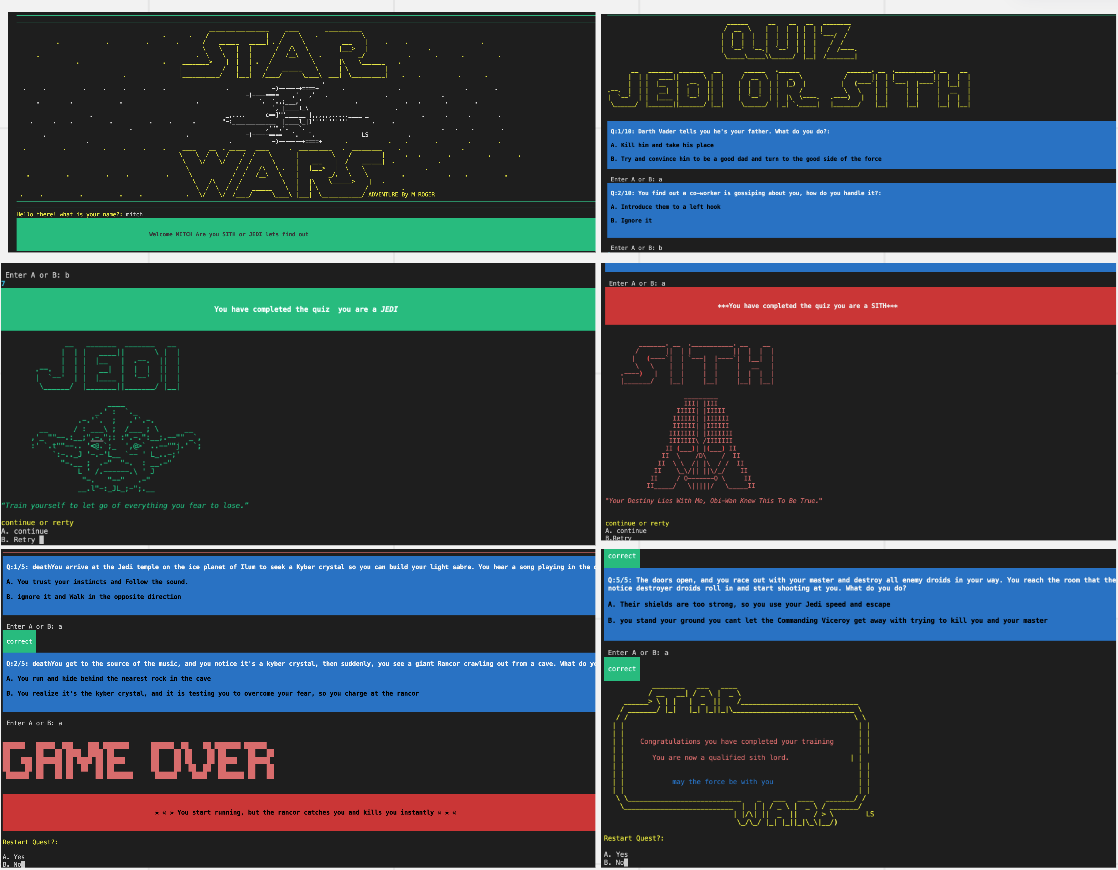 STAR
LS
WARS
ADVENTURE By M ROGER
Hello there! what is your name?: mitch
Welcome MITCH Are you SITH or JEDI lets find out
QUIZ
JEDI OR SITH
Q:1/10: Darth Vader tells you he's your father. What do you do?:
A. Kill him and take his place
B. Try and convince him to be a good dad and turn to the good side of the force
Enter A or B: a
Q:2/10: You find out a co-worker is gossiping about you, how do you handle it?:
A. Introduce them to a left hook
B. Ignore it
Enter A or B: b
Enter A or B: b
7
You have completed the quiz  you are a JEDI
JEDI
"Train yourself to let go of everything you fear to lose."
continue or rerty
A. continue
B. Retry
Enter A or B: a
***You have completed the quiz you are a SITH***
SITH
"Your Destiny Lies With Me, Obi-Wan Knew This To Be True."
continue or rerty
A. continue
B.Retry
Q:1/5: deathYou arrive at the Jedi temple on the ice planet of Ilum to seek a Kyber crystal so you can build your light sabre. You hear a song playing in the
A. You trust your instincts and Follow the sound.
B. ignore it and Walk in the opposite direction
Enter A or B: a
correct
Q:2/5: deathYou get to the source of the music, and you notice it's a kyber crystal, then suddenly, you see a giant Rancor crawling out from a cave. What do
A. You run and hide behind the nearest rock in the cave
B. You realize it's the kyber crystal, and it is testing you to overcome your fear, so you charge at the rancor
Enter A or B: a
GAME OVER
You start running, but the rancor catches you and kills you instantly
Restart Quest?:
A. Yes
B. No
correct
Q:5/5: The doors open, and you race out with your master and destroy all enemy droids in your way. You reach the room that the
notice destroyer droids roll in and start shooting at you. What do you do?
A. Their shields are too strong, so you use your Jedi speed and escape
B. you stand your ground you cant let the Commanding Viceroy get away with trying to kill you and your master
Enter A or B: a
correct
STAR
Congratulations you have completed your training
You are now a qualified sith lord.
may the force be with you
WARS
LS
Restart Quest?:
A. Yes
B. No